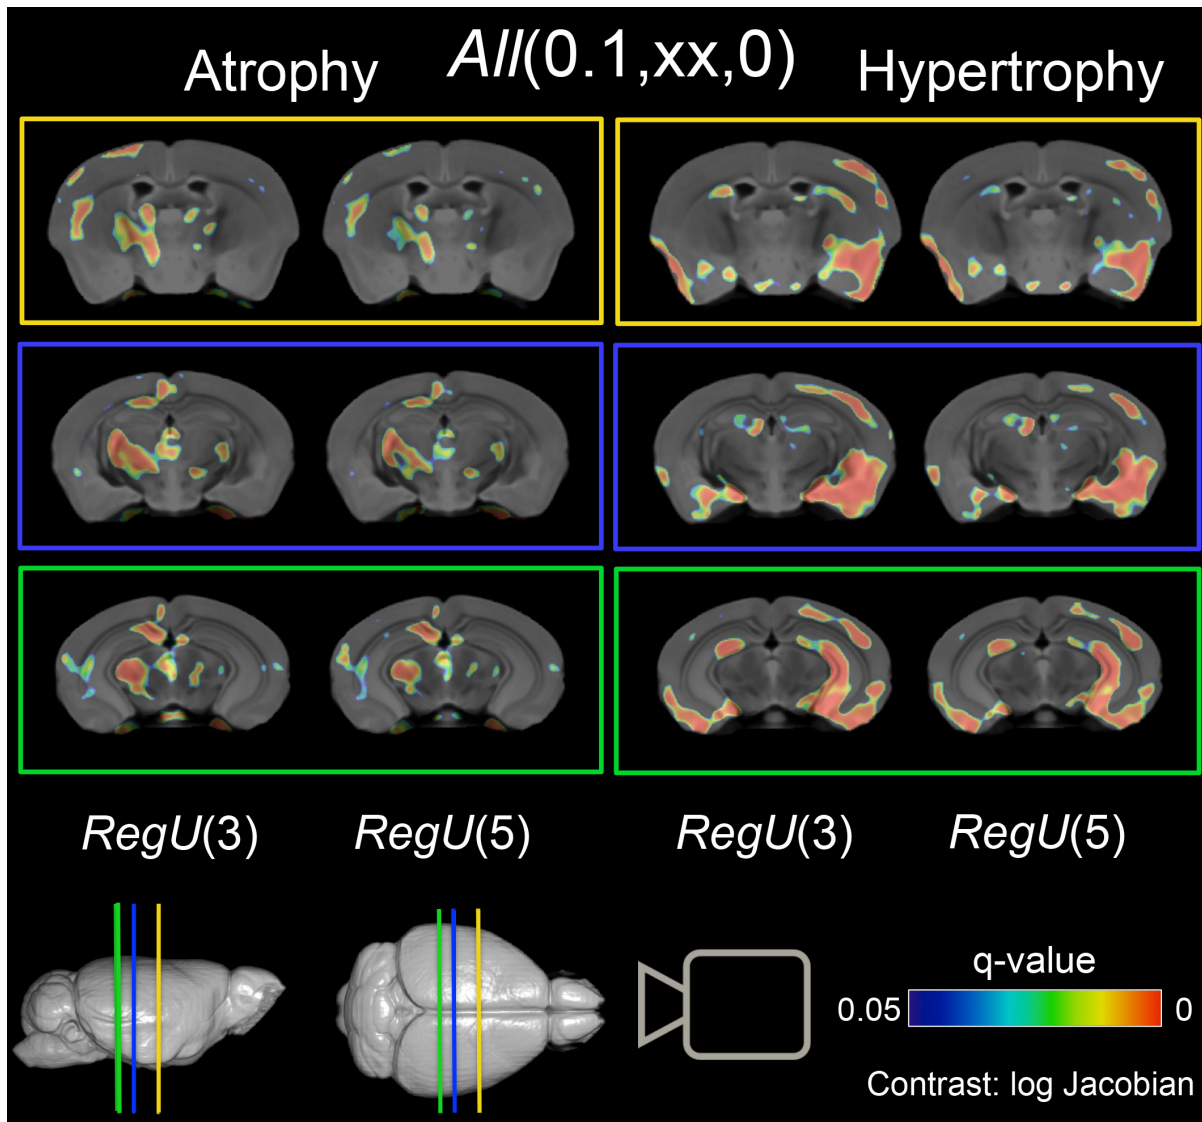 All(0.1,xx,0)
Atrophy
Hypertrophy
RegU(3)
RegU(5)
RegU(3)
RegU(5)
q-value
0.05
0
Contrast: log Jacobian